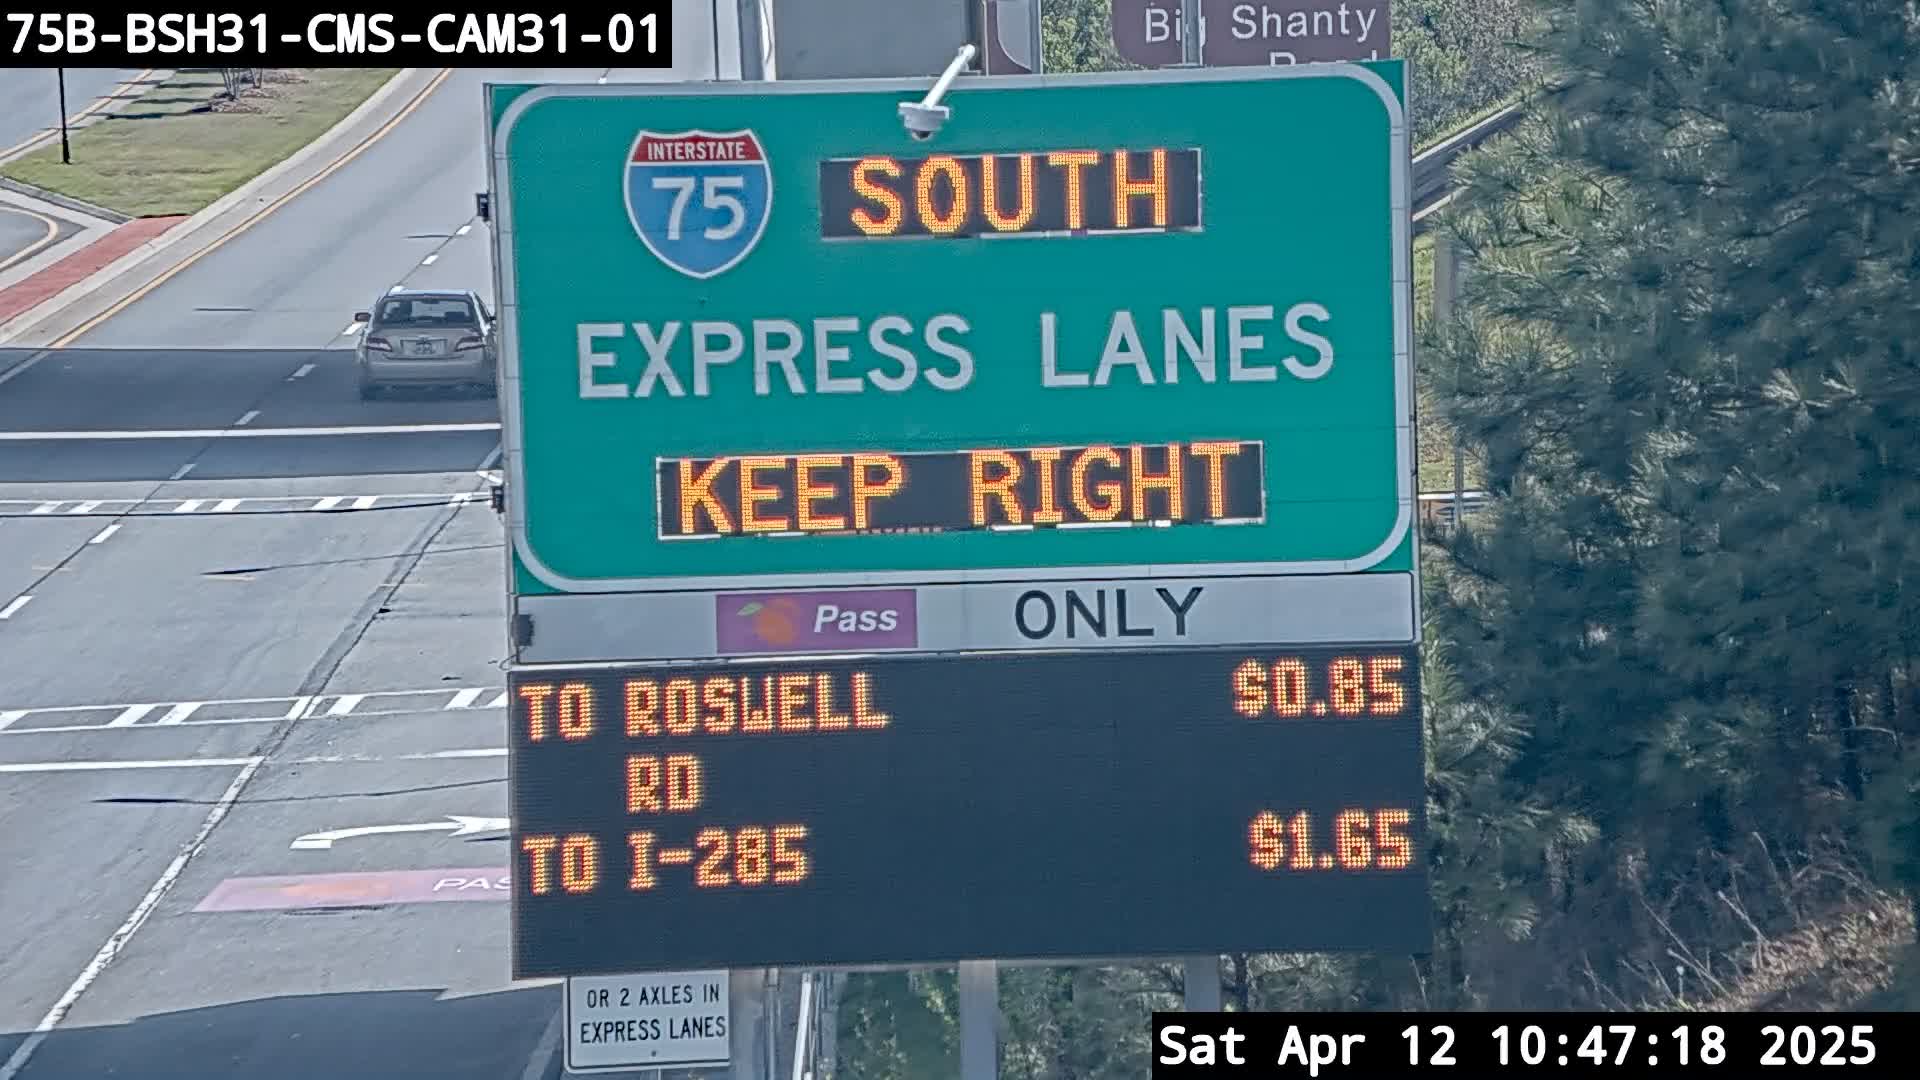 75B-BSH31-CMS-CAM31-01
Big Shanty
Road
INTERSTATE
75
SOUTH
EXPRESS LANES
KEEP RIGHT
Pass ONLY
TO ROSWELL $0.85
RD
TO I-285 $1.65
PAS
OR 2 AXLES IN
EXPRESS LANES
Sat Apr 12 10:47:18 2025